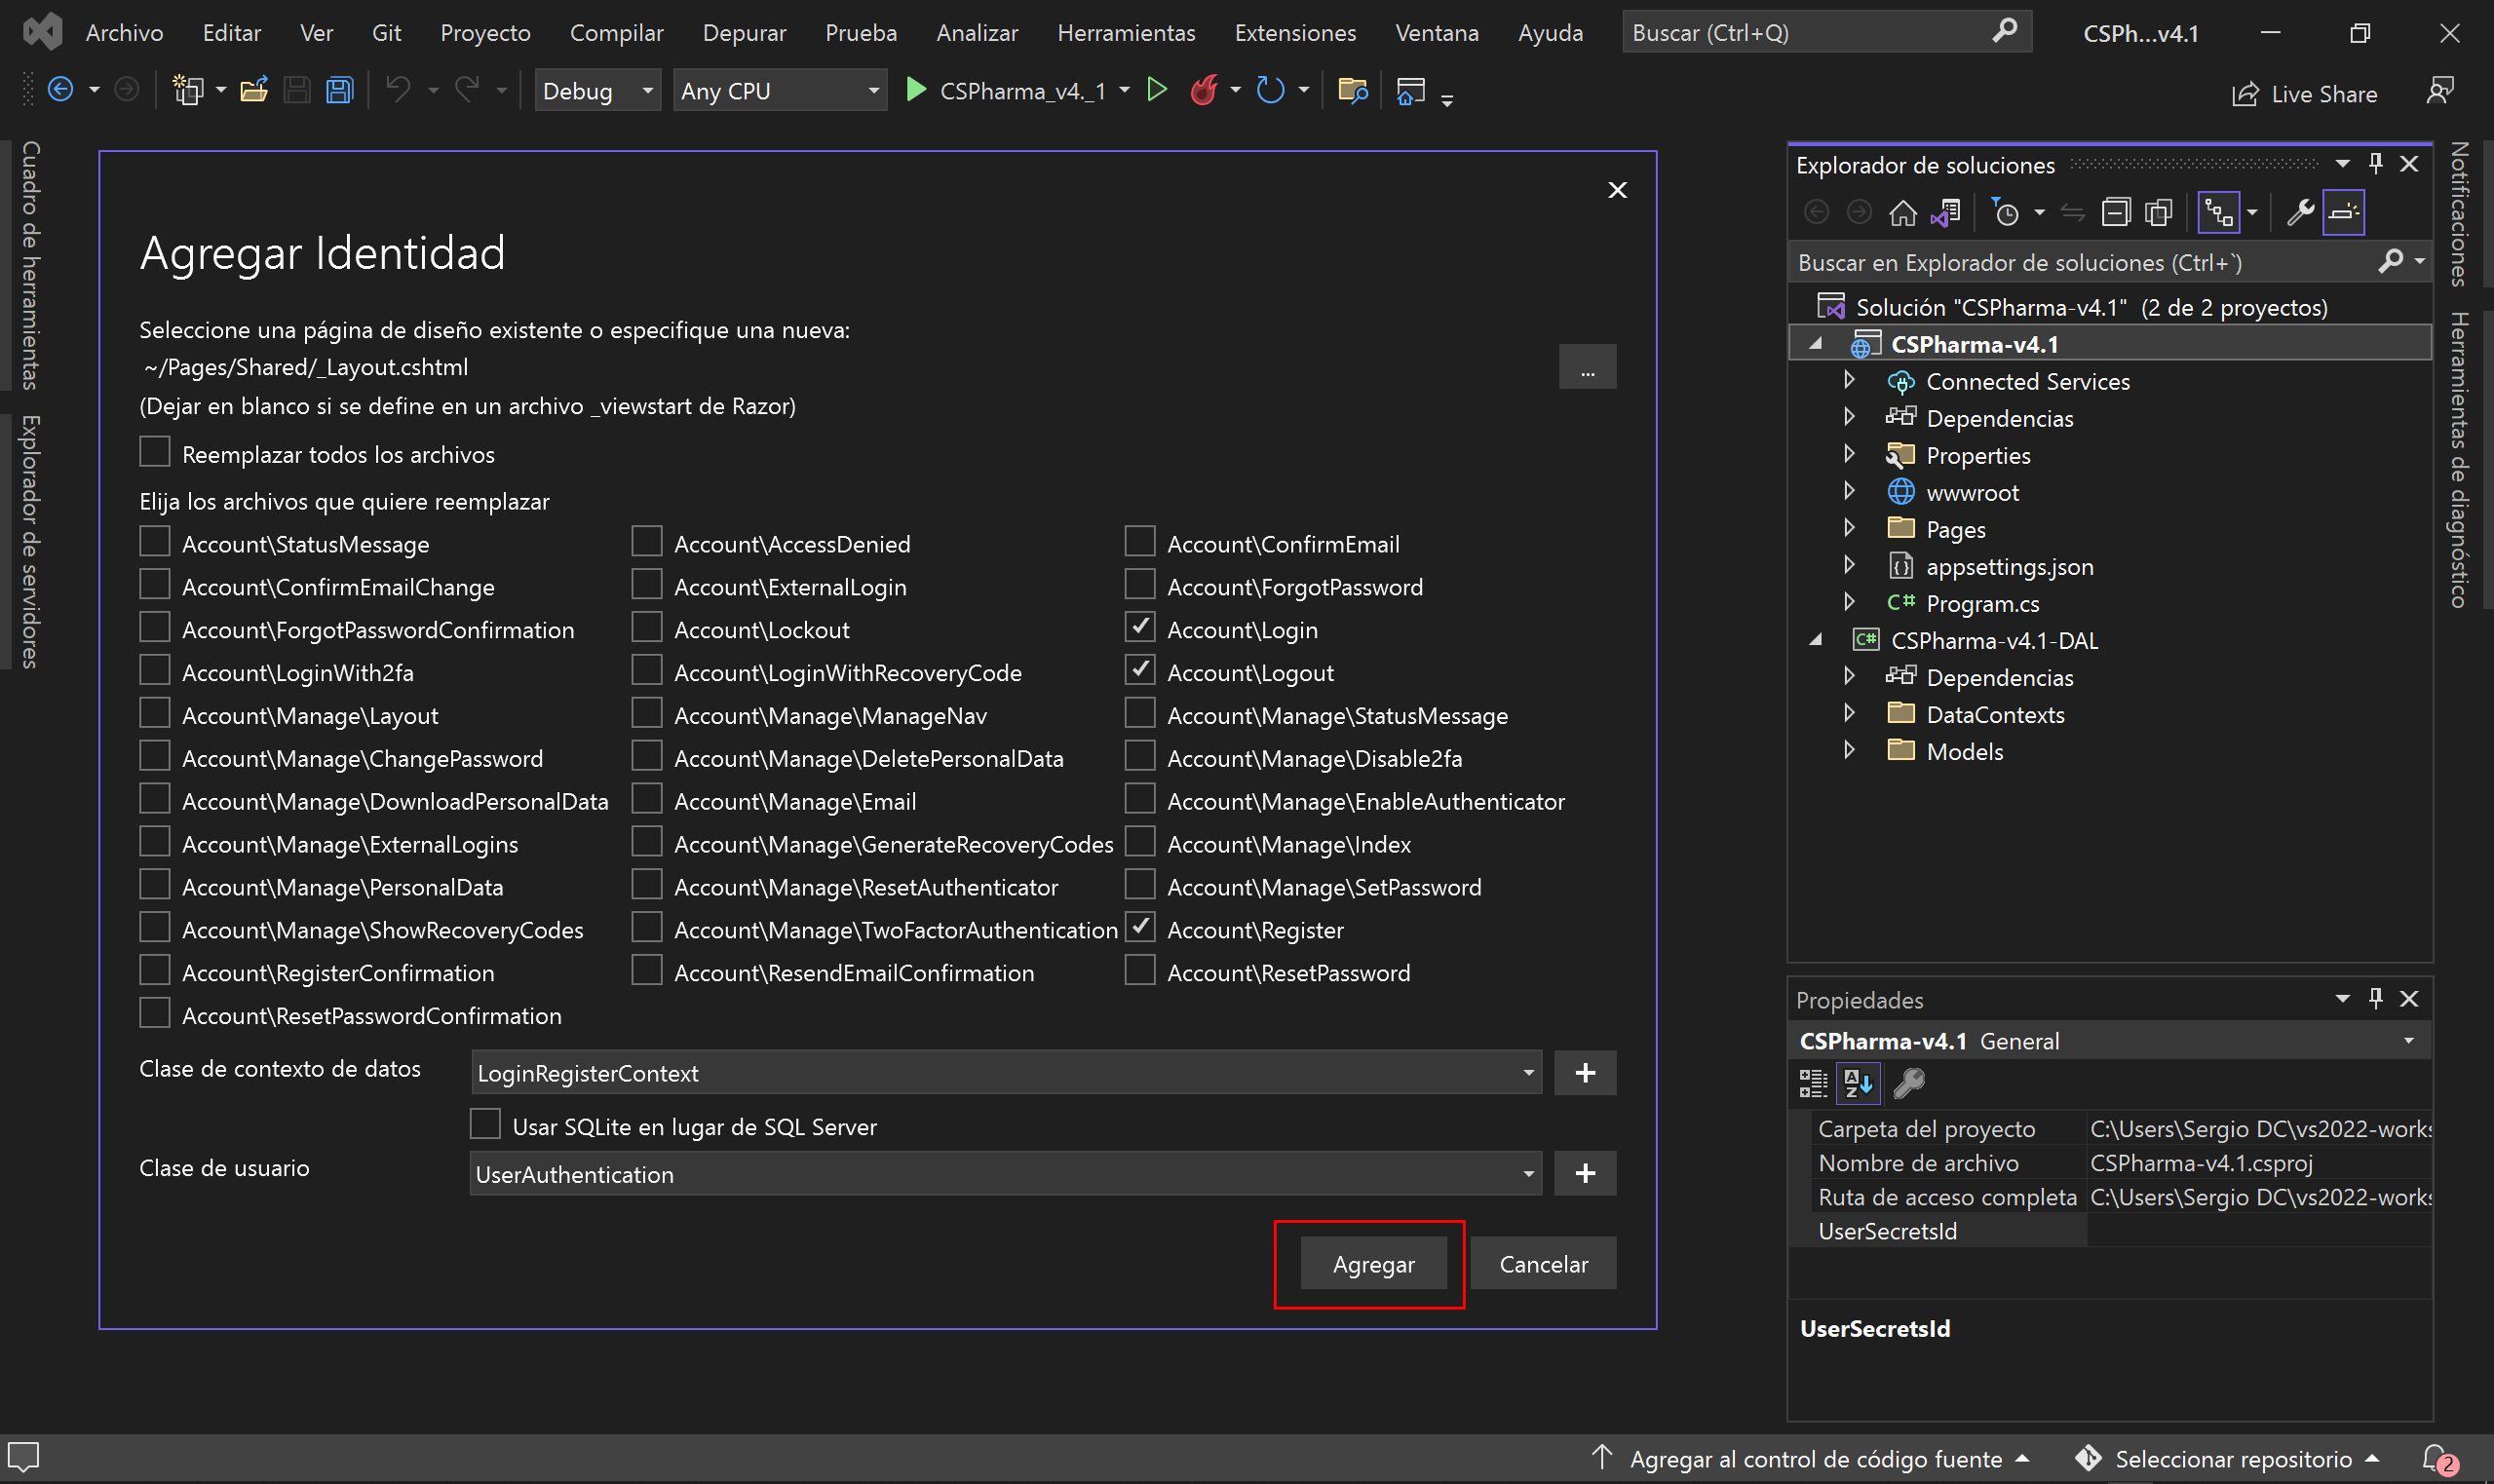 Archivo Editar Ver Git Proyecto Compilar Depurar Prueba Analizar Herramientas Extensiones Ventana Ayuda Buscar (Ctrl+Q) CSPh...v4.1
Debug Any CPU CSPharma_v4._1 Live Share
Cuadro de herramientas
Explorador de servidores
Agregar Identidad
Seleccione una página de diseño existente o especifique una nueva:
~/Pages/Shared/_Layout.cshtml
...
(Dejar en blanco si se define en un archivo _viewstart de Razor)
Reemplazar todos los archivos
Elija los archivos que quiere reemplazar
Account\StatusMessage Account\AccessDenied Account\ConfirmEmail
Account\ConfirmEmailChange Account\ExternalLogin Account\ForgotPassword
Account\ForgotPasswordConfirmation Account\Lockout Account\Login
Account\LoginWith2fa Account\LoginWithRecoveryCode Account\Logout
Account\Manage\Layout Account\Manage\ManageNav Account\Manage\StatusMessage
Account\Manage\ChangePassword Account\Manage\DeletePersonalData Account\Manage\Disable2fa
Account\Manage\DownloadPersonalData Account\Manage\Email Account\Manage\EnableAuthenticator
Account\Manage\ExternalLogins Account\Manage\GenerateRecoveryCodes Account\Manage\Index
Account\Manage\PersonalData Account\Manage\ResetAuthenticator Account\Manage\SetPassword
Account\Manage\ShowRecoveryCodes Account\Manage\TwoFactorAuthentication Account\Register
Account\RegisterConfirmation Account\ResendEmailConfirmation Account\ResetPassword
Account\ResetPasswordConfirmation
Clase de contexto de datos LoginRegisterContext +
Usar SQLite en lugar de SQL Server
Clase de usuario UserAuthentication +
Agregar Cancelar
Explorador de soluciones
Buscar en Explorador de soluciones (Ctrl+`)
Solución "CSPharma-v4.1" (2 de 2 proyectos)
CSPharma-v4.1
Connected Services
Dependencias
Properties
wwwroot
Pages
appsettings.json
C# Program.cs
C# CSPharma-v4.1-DAL
Dependencias
DataContexts
Models
Propiedades
CSPharma-v4.1 General
Carpeta del proyecto C:\Users\Sergio DC\vs2022-works
Nombre de archivo CSPharma-v4.1.csproj
Ruta de acceso completa C:\Users\Sergio DC\vs2022-works
UserSecretsId
UserSecretsId
Notificaciones
Herramientas de diagnóstico
Agregar al control de código fuente Seleccionar repositorio 2